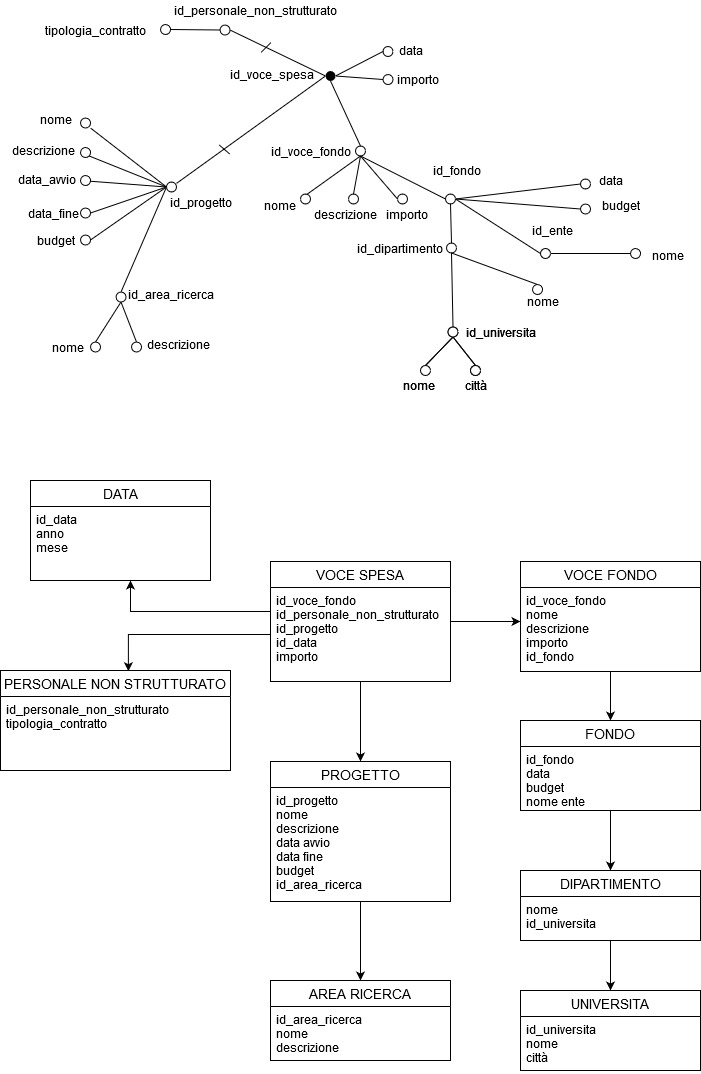 id_personale_non_strutturato
tipologia_contratto
data
id_voce_spesa
importo
nome
descrizione
data_avvio
data_fine
budget
id_progetto
id_area_ricerca
nome
descrizione
id_voce_fondo
nome
descrizione
importo
id_fondo
data
budget
id_ente
nome
id_dipartimento
nome
id_universita
nome
città
DATA
id_data
anno
mese
VOCE SPESA
id_voce_fondo
id_personale_non_strutturato
id_progetto
id_data
importo
VOCE FONDO
id_voce_fondo
nome
descrizione
importo
id_fondo
PERSONALE NON STRUTTURATO
id_personale_non_strutturato
tipologia_contratto
FONDO
id_fondo
data
budget
nome ente
PROGETTO
id_progetto
nome
descrizione
data avvio
data fine
budget
id_area_ricerca
DIPARTIMENTO
nome
id_universita
AREA RICERCA
id_area_ricerca
nome
descrizione
UNIVERSITA
id_universita
nome
città